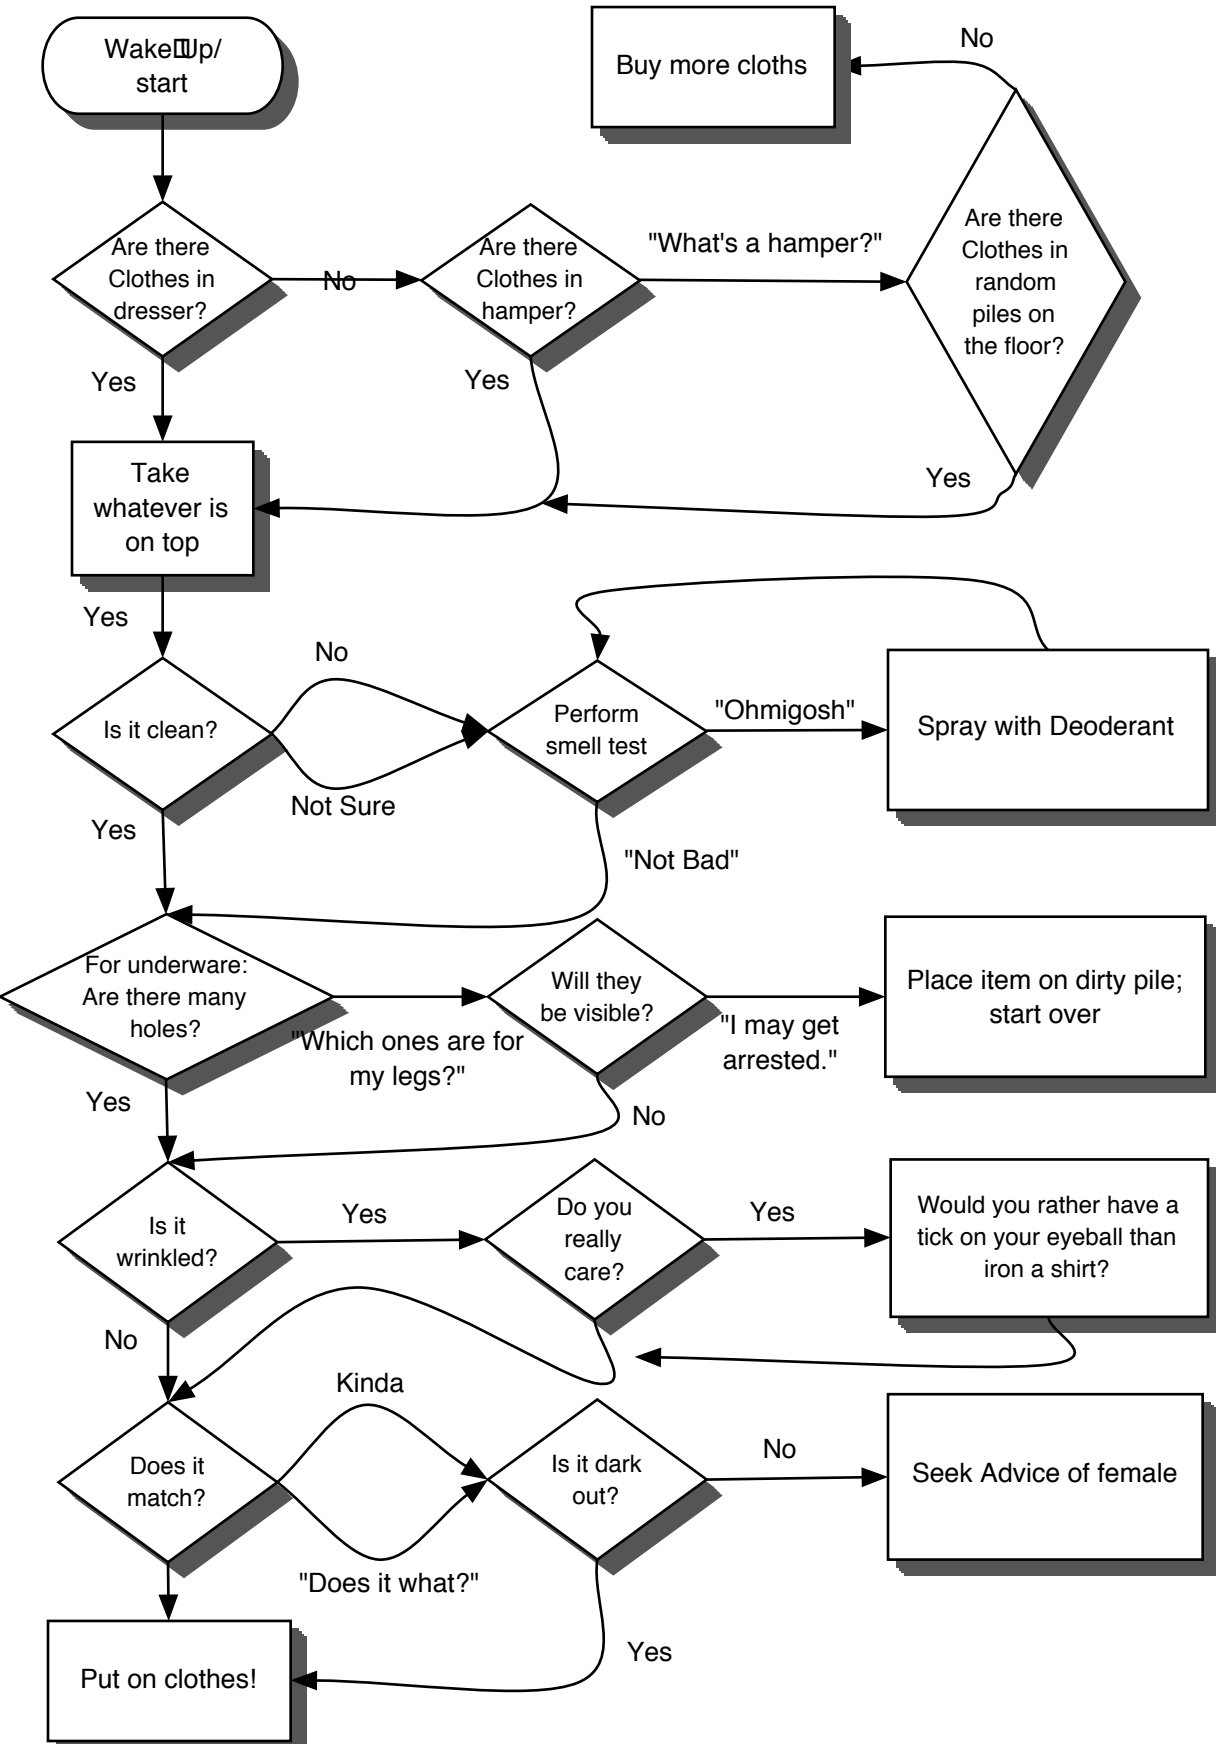 Wake Up/
start
Buy more cloths
No
Are there
Clothes in
dresser?
No
Are there
Clothes in
hamper?
"What's a hamper?"
Are there
Clothes in
random
piles on
the floor?
Yes
Yes
Yes
Take
whatever is
on top
Yes
Is it clean?
No
Not Sure
Perform
smell test
"Ohmigosh"
Spray with Deoderant
Yes
"Not Bad"
For underware:
Are there many
holes?
"Which ones are for
my legs?"
Will they
be visible?
"I may get
arrested."
Place item on dirty pile;
start over
Yes
No
Is it
wrinkled?
Yes
Do you
really
care?
Yes
Would you rather have a
tick on your eyeball than
iron a shirt?
No
Kinda
Does it
match?
"Does it what?"
Is it dark
out?
No
Seek Advice of female
Yes
Put on clothes!